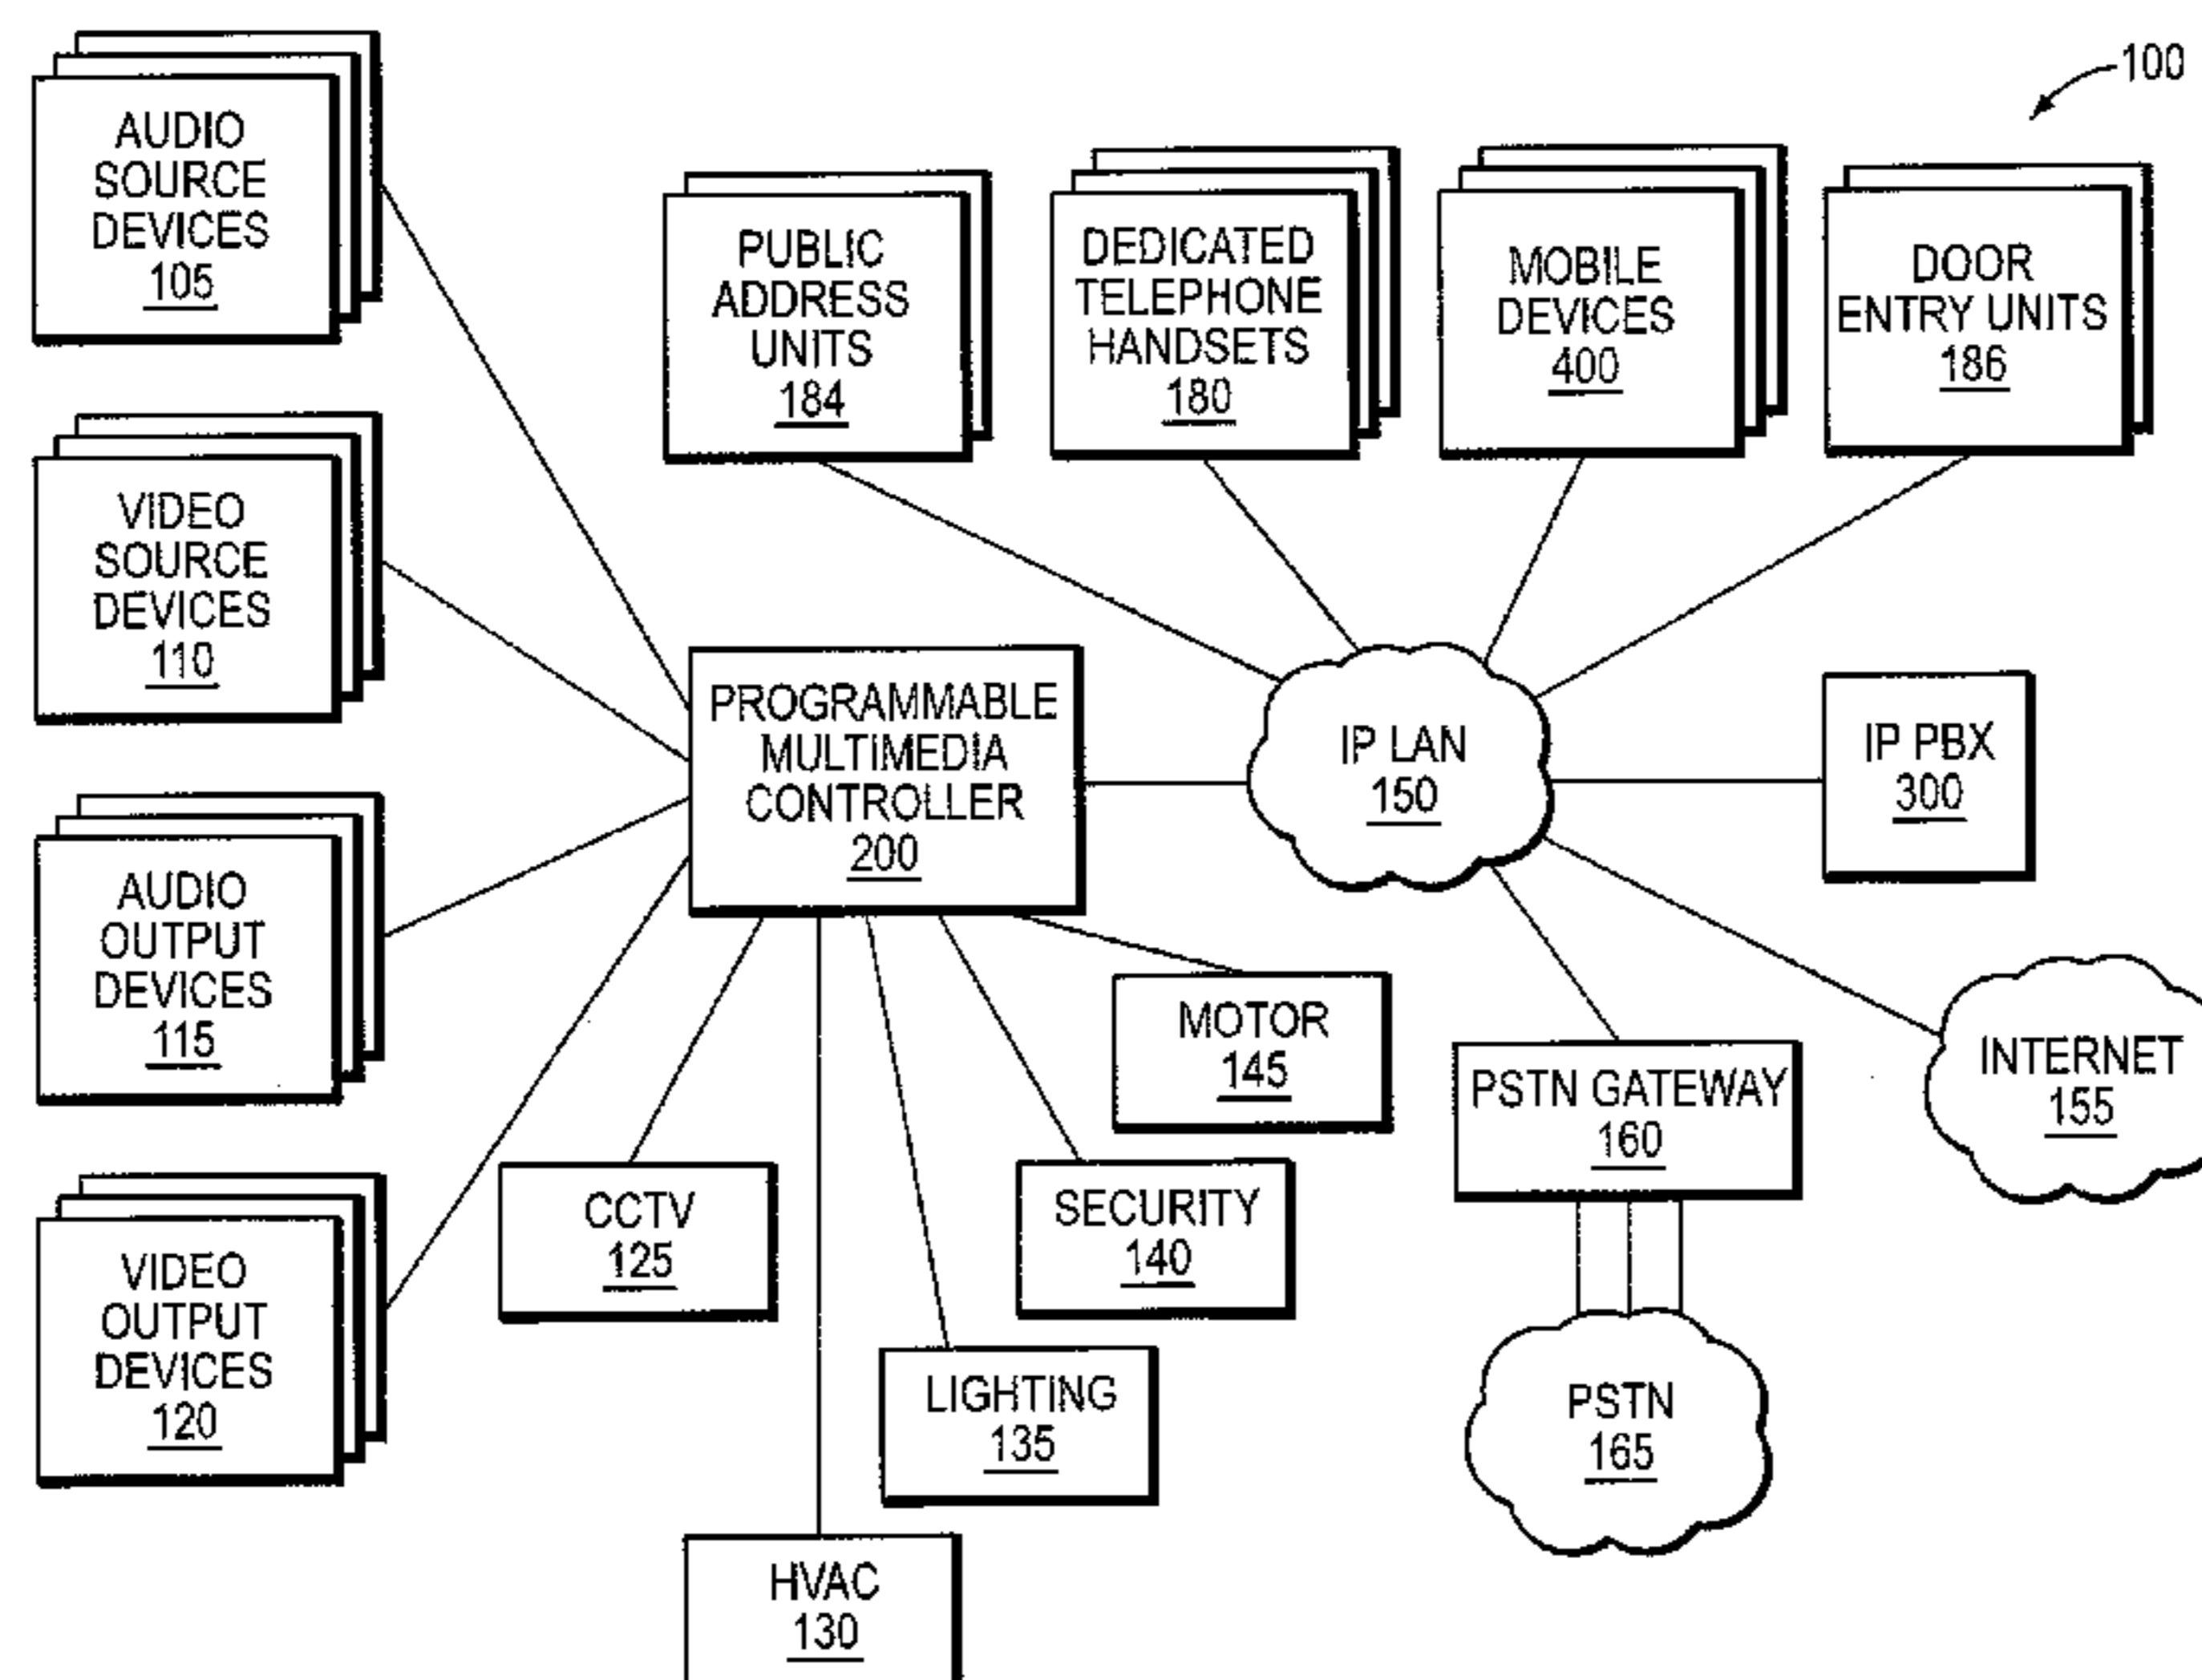 100
AUDIO
SOURCE
DEVICES
105
PUBLIC
ADDRESS
UNITS
184
DEDICATED
TELEPHONE
HANDSETS
180
MOBILE
DEVICES
400
DOOR
ENTRY UNITS
186
VIDEO
SOURCE
DEVICES
110
PROGRAMMABLE
MULTIMEDIA
CONTROLLER
200
IP LAN
150
IP PBX
300
AUDIO
OUTPUT
DEVICES
115
MOTOR
145
PSTN GATEWAY
160
INTERNET
155
VIDEO
OUTPUT
DEVICES
120
CCTV
125
SECURITY
140
LIGHTING
135
PSTN
165
HVAC
130